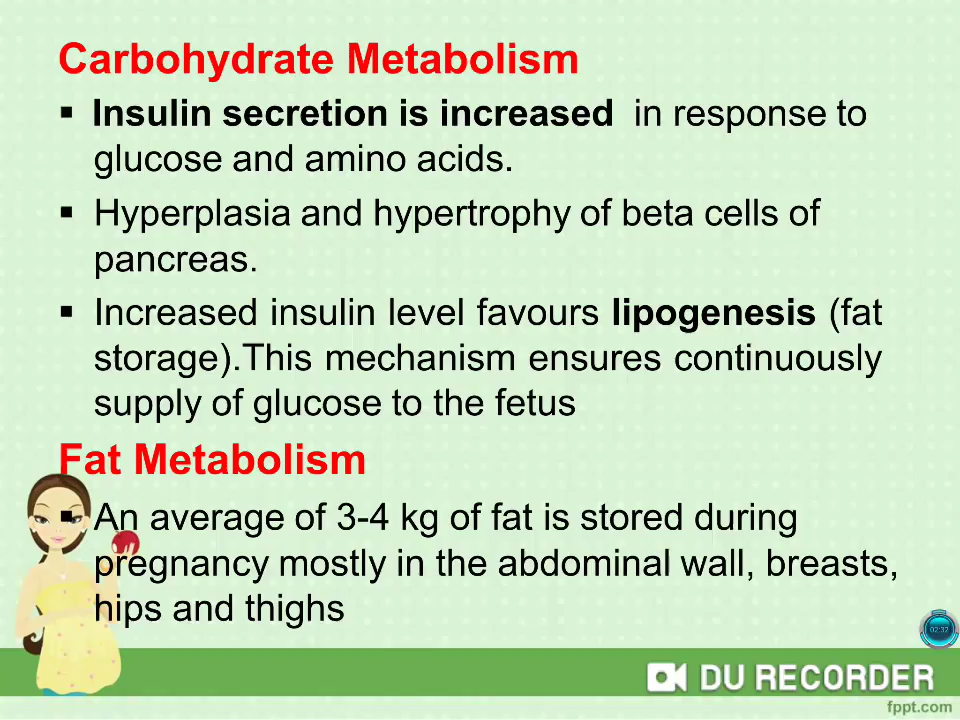 Carbohydrate Metabolism
▪ Insulin secretion is increased in response to
glucose and amino acids.
▪ Hyperplasia and hypertrophy of beta cells of
pancreas.
▪ Increased insulin level favours lipogenesis (fat
storage).This mechanism ensures continuously
supply of glucose to the fetus
Fat Metabolism
▪ An average of 3-4 kg of fat is stored during
pregnancy mostly in the abdominal wall, breasts,
hips and thighs
02:32
DU RECORDER
fppt.com